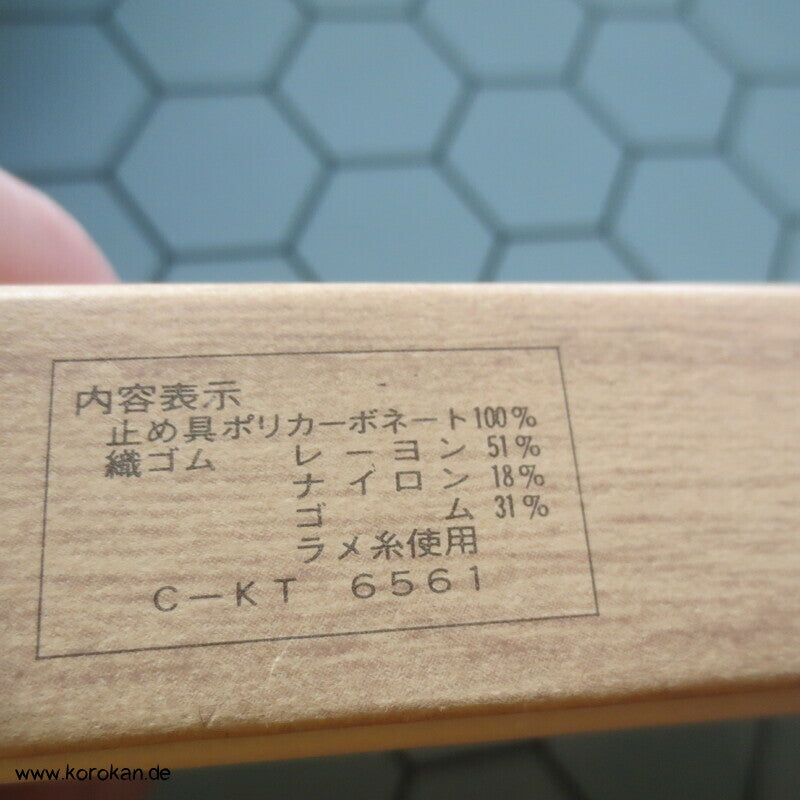 内容表示
止め具ポリカーボネート100%
織ゴム レーヨン 51%
ナイロン 18%
ゴム 31%
ラメ糸使用
C－KT 6561
www.korokan.de